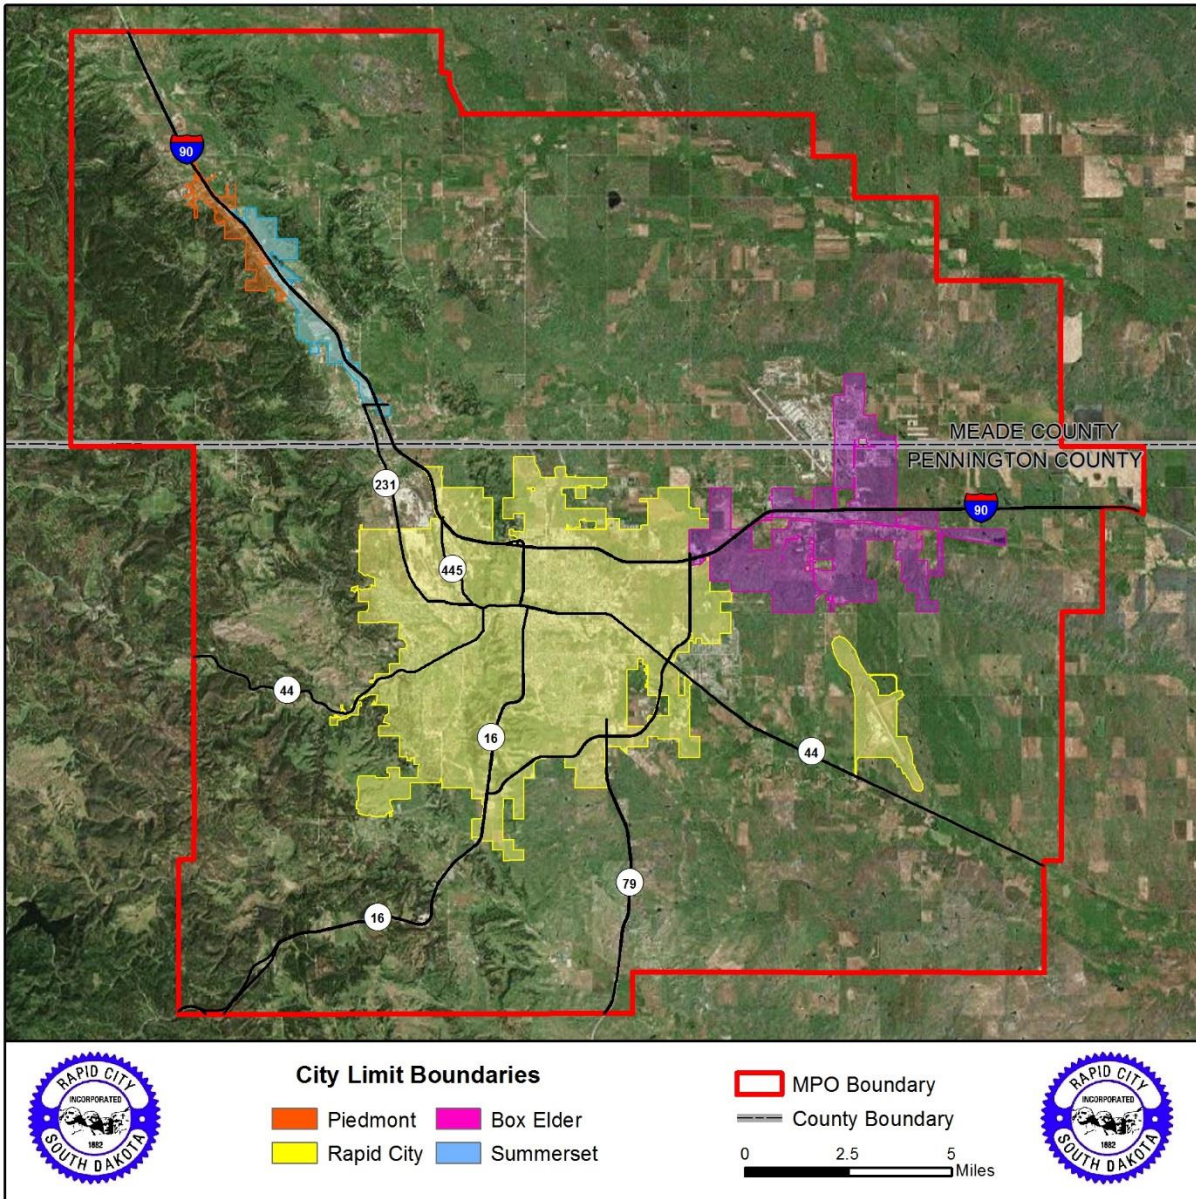 90
MEADE COUNTY
PENNINGTON COUNTY
231
90
445
44
16
44
79
16
City Limit Boundaries
Piedmont
Box Elder
Rapid City
Summerset
MPO Boundary
County Boundary
0 2.5 5
Miles
RAPID CITY
INCORPORATED
1882
SOUTH DAKOTA
RAPID CITY
INCORPORATED
1882
SOUTH DAKOTA